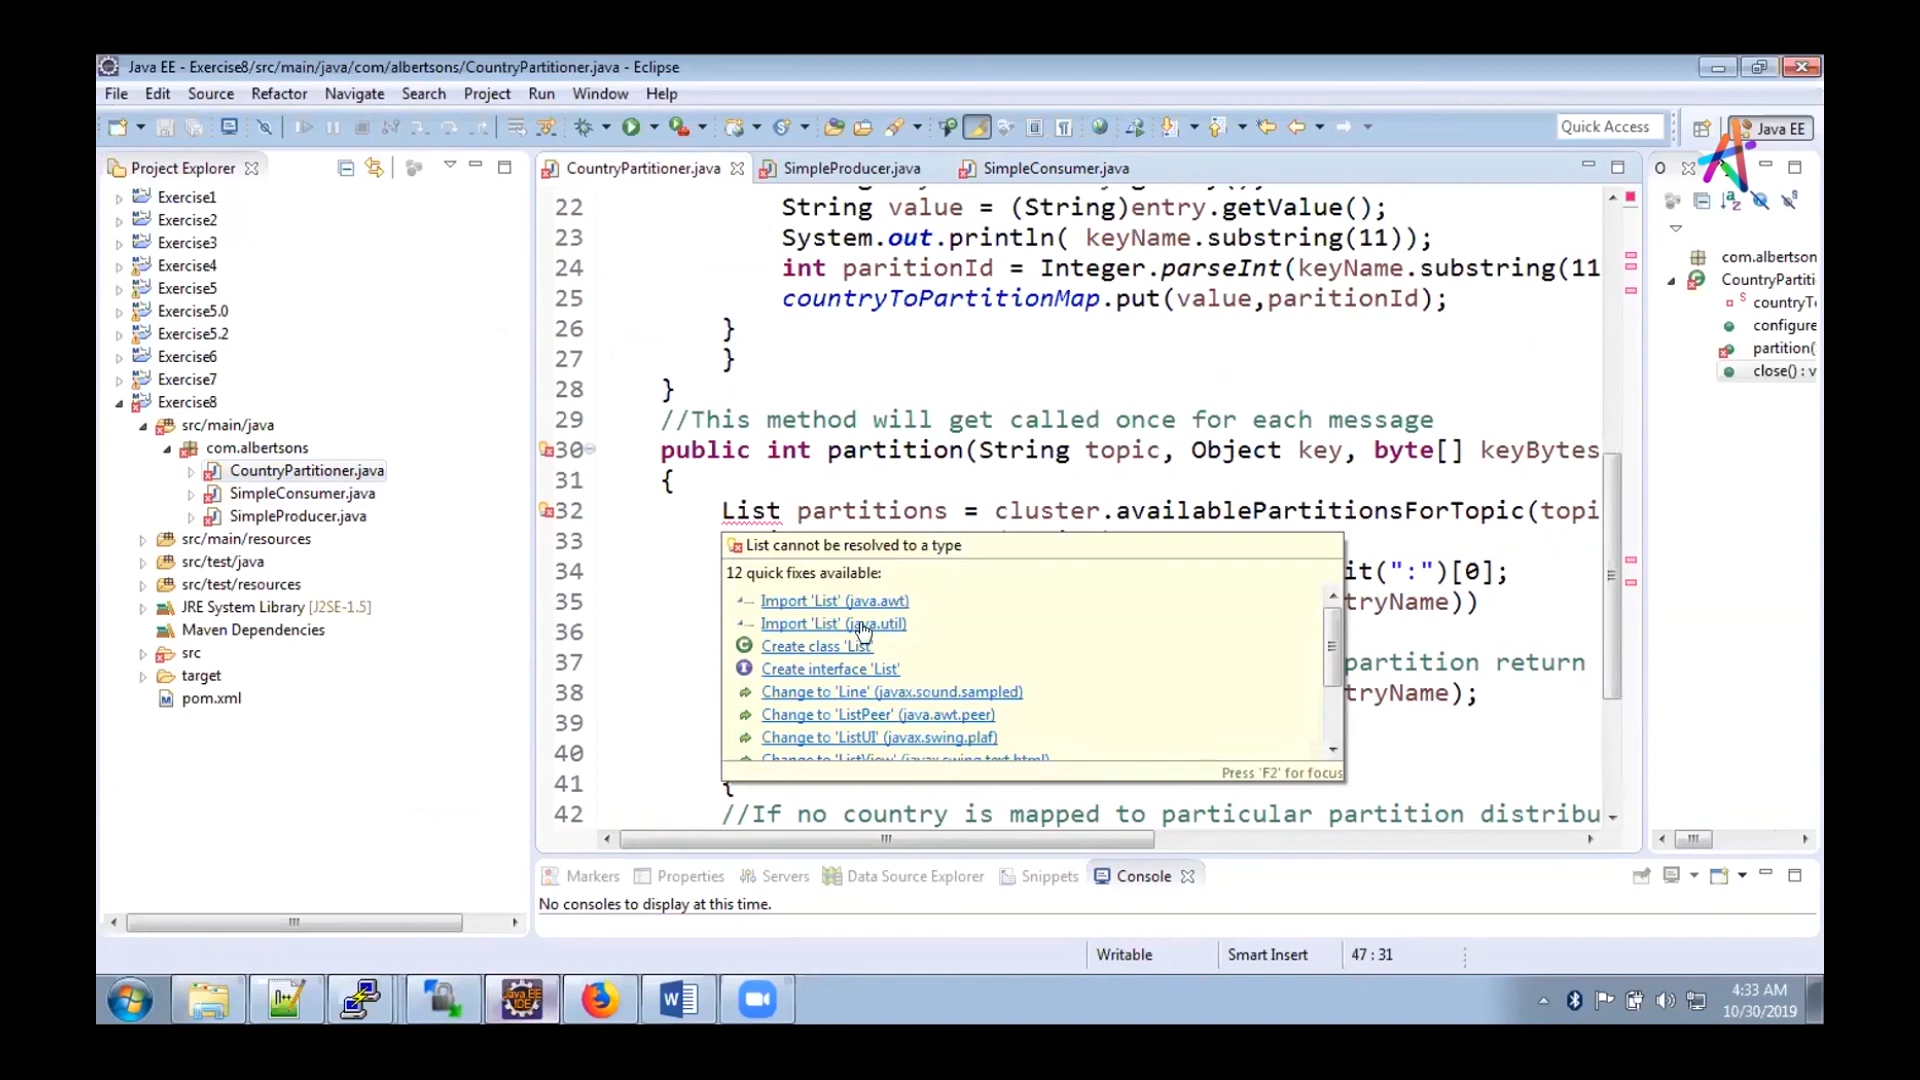 Java EE - Exercise8/src/main/java/com/albertsons/CountryPartitioner.java - Eclipse
File Edit Source Refactor Navigate Search Project Run Window Help
Quick Access
Java EE
Project Explorer
CountryPartitioner.java
SimpleProducer.java
SimpleConsumer.java
O
Exercise1
Exercise2
Exercise3
Exercise4
Exercise5
Exercise5.0
Exercise5.2
Exercise6
Exercise7
Exercise8
src/main/java
com.albertsons
CountryPartitioner.java
SimpleConsumer.java
SimpleProducer.java
src/main/resources
src/test/java
src/test/resources
JRE System Library [J2SE-1.5]
Maven Dependencies
src
target
pom.xml
22 String value = (String)entry.getValue();
23 System.out.println( keyName.substring(11));
24 int paritionId = Integer.parseInt(keyName.substring(11
25 countryToPartitionMap.put(value,paritionId);
26 }
27 }
28 }
29 //This method will get called once for each message
30 public int partition(String topic, Object key, byte[] keyBytes
31 {
32 List partitions = cluster.availablePartitionsForTopic(topi
33
34 it(":")[0];
35 tryName))
36
37 partition return
38 tryName);
39
40
41 {
42 //If no country is mapped to particular partition distribu
List cannot be resolved to a type
12 quick fixes available:
Import 'List' (java.awt)
Import 'List' (java.util)
Create class 'List'
Create interface 'List'
Change to 'Line' (javax.sound.sampled)
Change to 'ListPeer' (java.awt.peer)
Change to 'ListUI' (javax.swing.plaf)
Change to 'ListView' (javax.swing.text.html)
Press 'F2' for focus
com.albertson
CountryPartiti
countryT
configure
partition(
close() : v
Markers Properties Servers Data Source Explorer Snippets Console
No consoles to display at this time.
Writable Smart Insert 47 : 31
4:33 AM
10/30/2019